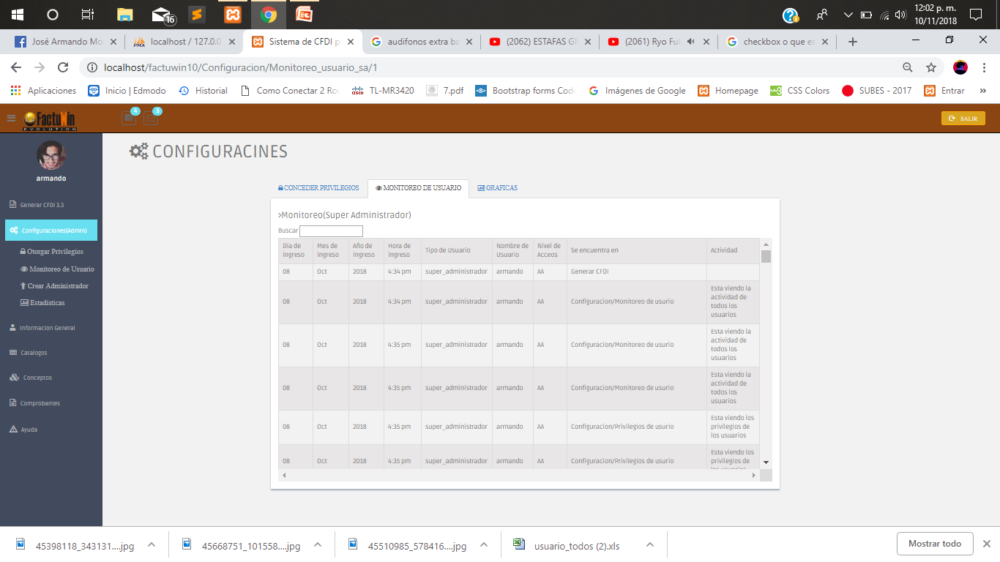 16
12:02 p. m.
10/11/2018
José Armando Mo
localhost / 127.0.0.
Sistema de CFDI p
audifonos extra ba
(2062) ESTAFAS GR
(2061) Ryo Fuk
checkbox o que es
localhost/factuwin10/Configuracion/Monitoreo_usuario_sa/1
Aplicaciones
Inicio | Edmodo
Historial
Como Conectar 2 Rou
TL-MR3420
7.pdf
Bootstrap forms Code
Imágenes de Google
Homepage
CSS Colors
SUBES - 2017
Entrar
»
FactuWin
EVOLUTION
4
5
SALIR
armando
Generar CFDI 3.3
Configuraciones(Admin)
Otorgar Privilegios
Monitoreo de Usuario
Crear Administrador
Estadisticas
Informacion General
Catalogos
Conceptos
Comprobantes
Ayuda
CONFIGURACINES
CONCEDER PRIVILEGIOS
MONITOREO DE USUARIO
GRAFICAS
>Monitoreo(Super Administrador)
Buscar
Dia de ingreso Mes de ingreso Año de ingreso Hora de ingreso Tipo de Usuario Nombre de Usuario Nivel de Acceos Se encuentra en Actividad
08 Oct 2018 4:34 pm super_administrador armando AA Generar CFDI
08 Oct 2018 4:34 pm super_administrador armando AA Configuracion/Monitoreo de usurio Esta viendo la actividad de todos los usuarios
08 Oct 2018 4:35 pm super_administrador armando AA Configuracion/Monitoreo de usurio Esta viendo la actividad de todos los usuarios
08 Oct 2018 4:35 pm super_administrador armando AA Configuracion/Monitoreo de usurio Esta viendo la actividad de todos los usuarios
08 Oct 2018 4:35 pm super_administrador armando AA Configuracion/Privilegios de usurio Esta viendo los privilegios de los usuarios
08 Oct 2018 4:35 pm super_administrador armando AA Configuracion/Privilegios de usurio Esta viendo los privilegios de los usuarios
45398118_343131....jpg
45668751_101558....jpg
45510985_578416....jpg
usuario_todos (2).xls
Mostrar todo